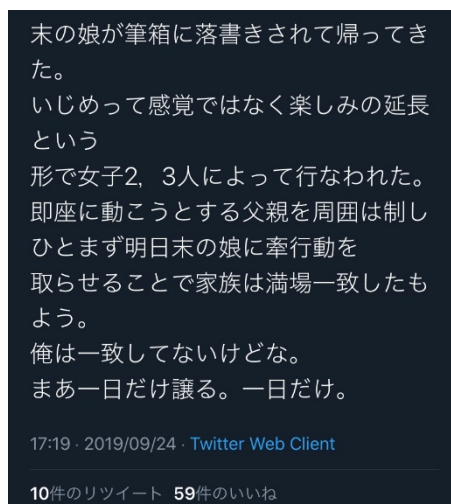 末の娘が筆箱に落書きされて帰ってき
た。
いじめって感覚ではなく楽しみの延長
という
形で女子2，3人によって行なわれた。
即座に動こうとする父親を周囲は制し
ひとまず明日末の娘に牽行動を
取らせることで家族は満場一致したも
よう。
俺は一致してないけどな。
まあ一日だけ譲る。一日だけ。
17:19 · 2019/09/24 · Twitter Web Client
10件のリツイート 59件のいいね